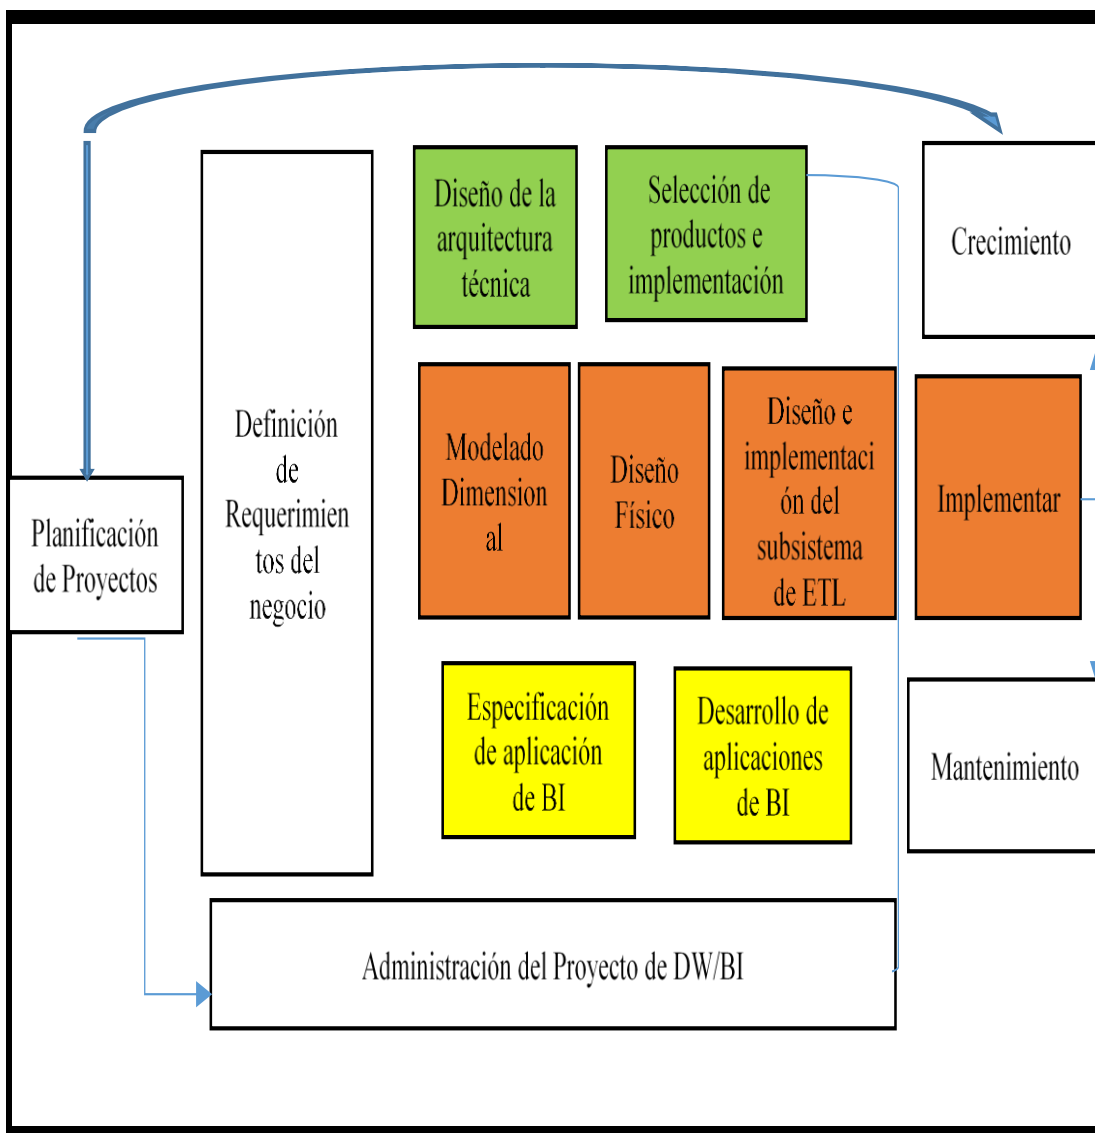 Diseño de la
arquitectura
técnica
Selección de
productos e
implementación
Crecimiento
Definición
de
Requerimien
tos del
negocio
Modelado
Dimension
al
Diseño
Físico
Diseño e
implementaci
ón del
subsistema
de ETL
Implementar
Planificación
de Proyectos
Especificación
de aplicación
de BI
Desarrollo de
aplicaciones
de BI
Mantenimiento
Administración del Proyecto de DW/BI